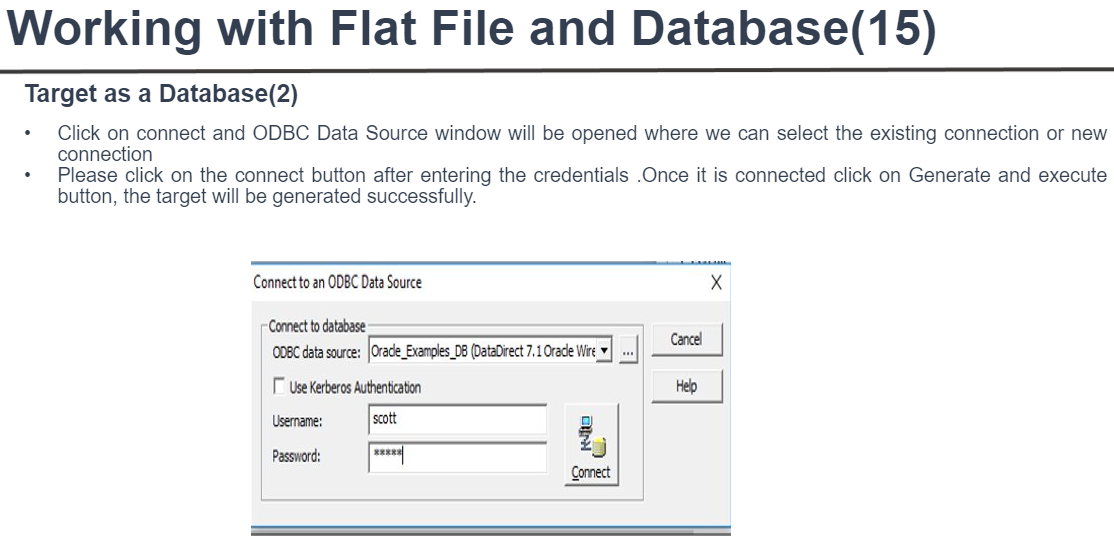 Working with Flat File and Database(15)
Target as a Database(2)
• Click on connect and ODBC Data Source window will be opened where we can select the existing connection or new
connection
• Please click on the connect button after entering the credentials .Once it is connected click on Generate and execute
button, the target will be generated successfully.
Connect to an ODBC Data Source
X
Connect to database
ODBC data source: Oracle_Examples_DB (DataDirect 7.1 Oracle Wire ...
Cancel
Use Kerberos Authentication
Help
Username: scott
Password: *****
Connect